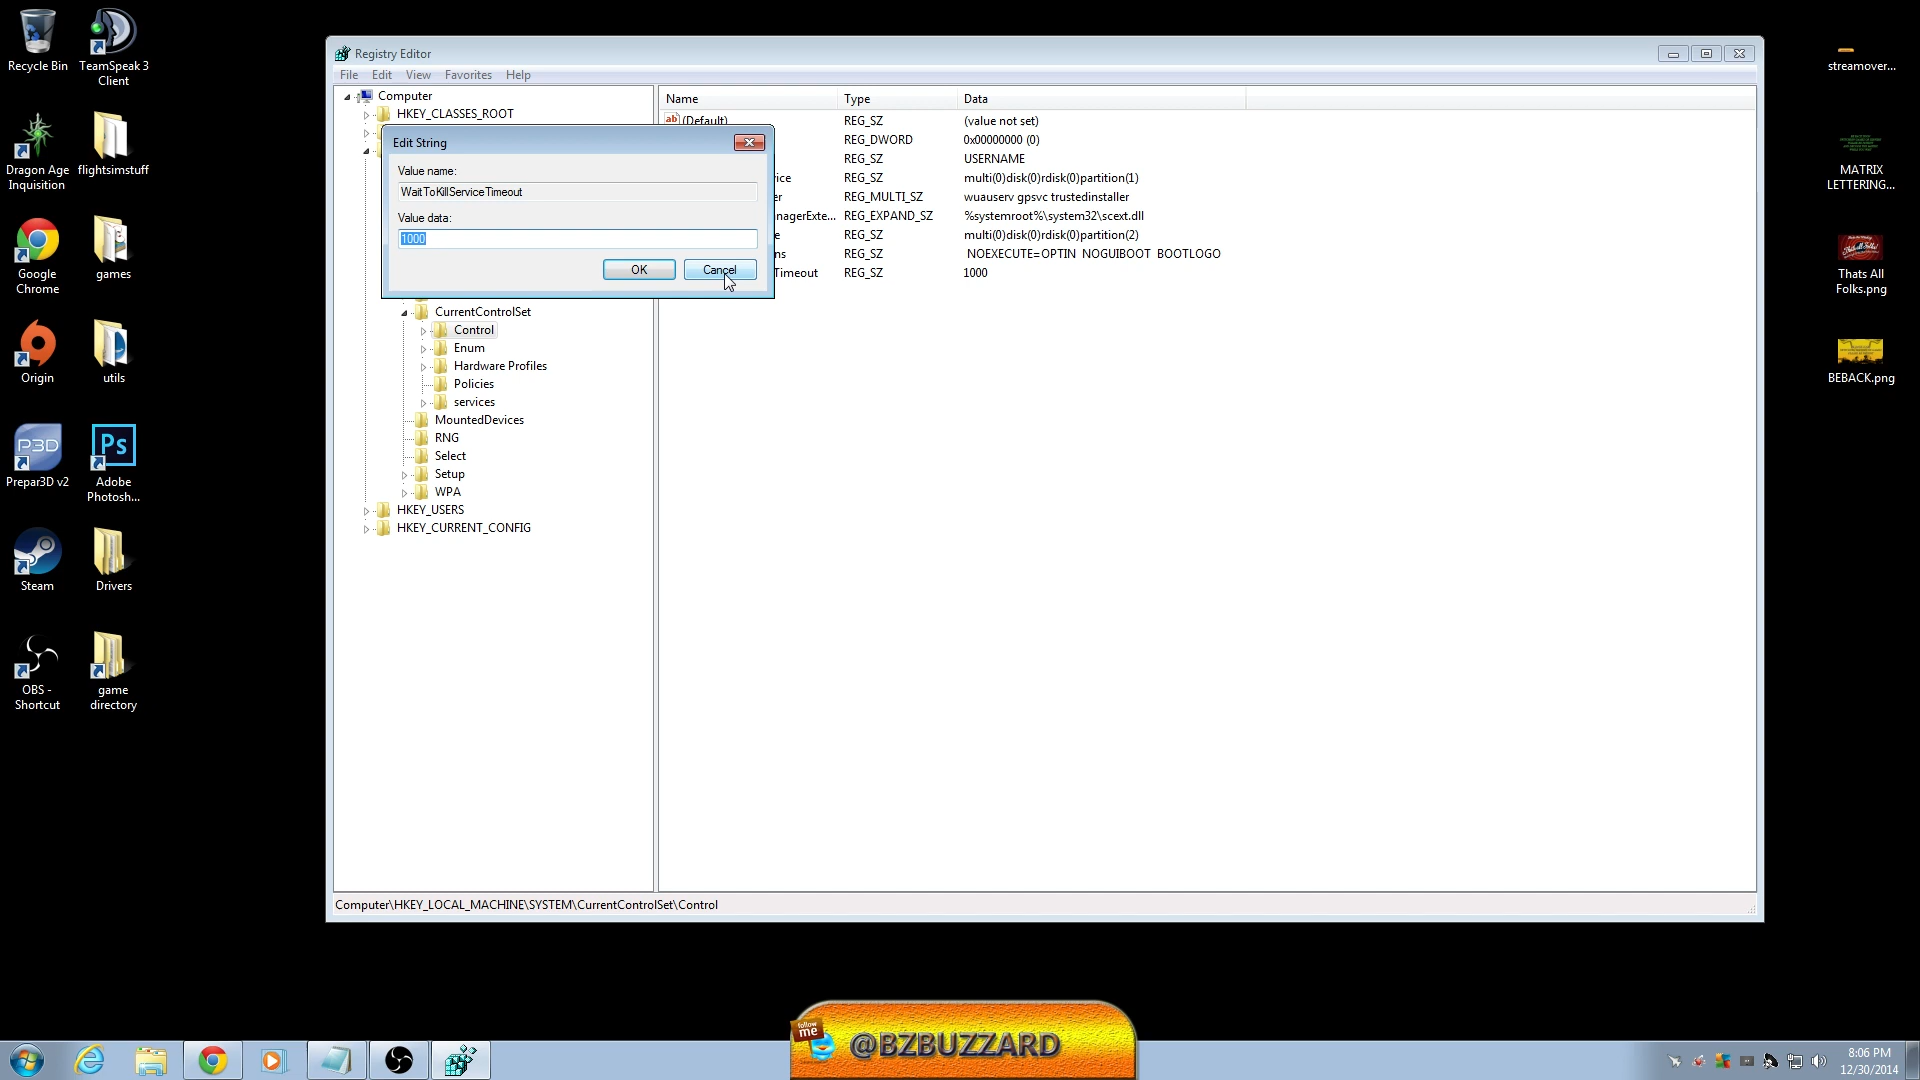 Recycle Bin
TeamSpeak 3
Client
Dragon Age
Inquisition
flightsimstuff
Google
Chrome
games
Origin
utils
Prepar3D v2
Adobe
Photosh...
Steam
Drivers
OBS -
Shortcut
game
directory
P3D
Ps
Registry Editor
File Edit View Favorites Help
Computer
HKEY_CLASSES_ROOT
Edit String
Value name:
WaitToKillServiceTimeout
Value data:
1000
OK Cancel
CurrentControlSet
Control
Enum
Hardware Profiles
Policies
services
MountedDevices
RNG
Select
Setup
WPA
HKEY_USERS
HKEY_CURRENT_CONFIG
Name Type Data
ab (Default) REG_SZ (value not set)
REG_DWORD 0x00000000 (0)
REG_SZ USERNAME
vice REG_SZ multi(0)disk(0)rdisk(0)partition(1)
er REG_MULTI_SZ wuauserv gpsvc trustedinstaller
nagerExte... REG_EXPAND_SZ %systemroot%\system32\scext.dll
e REG_SZ multi(0)disk(0)rdisk(0)partition(2)
ns REG_SZ NOEXECUTE=OPTIN NOGUIBOOT BOOTLOGO
Timeout REG_SZ 1000
Computer\HKEY_LOCAL_MACHINE\SYSTEM\CurrentControlSet\Control
streamover...
MATRIX
LETTERING...
Thats All
Folks.png
BEBACK.png
follow
me
@BZBUZZARD
8:06 PM
12/30/2014